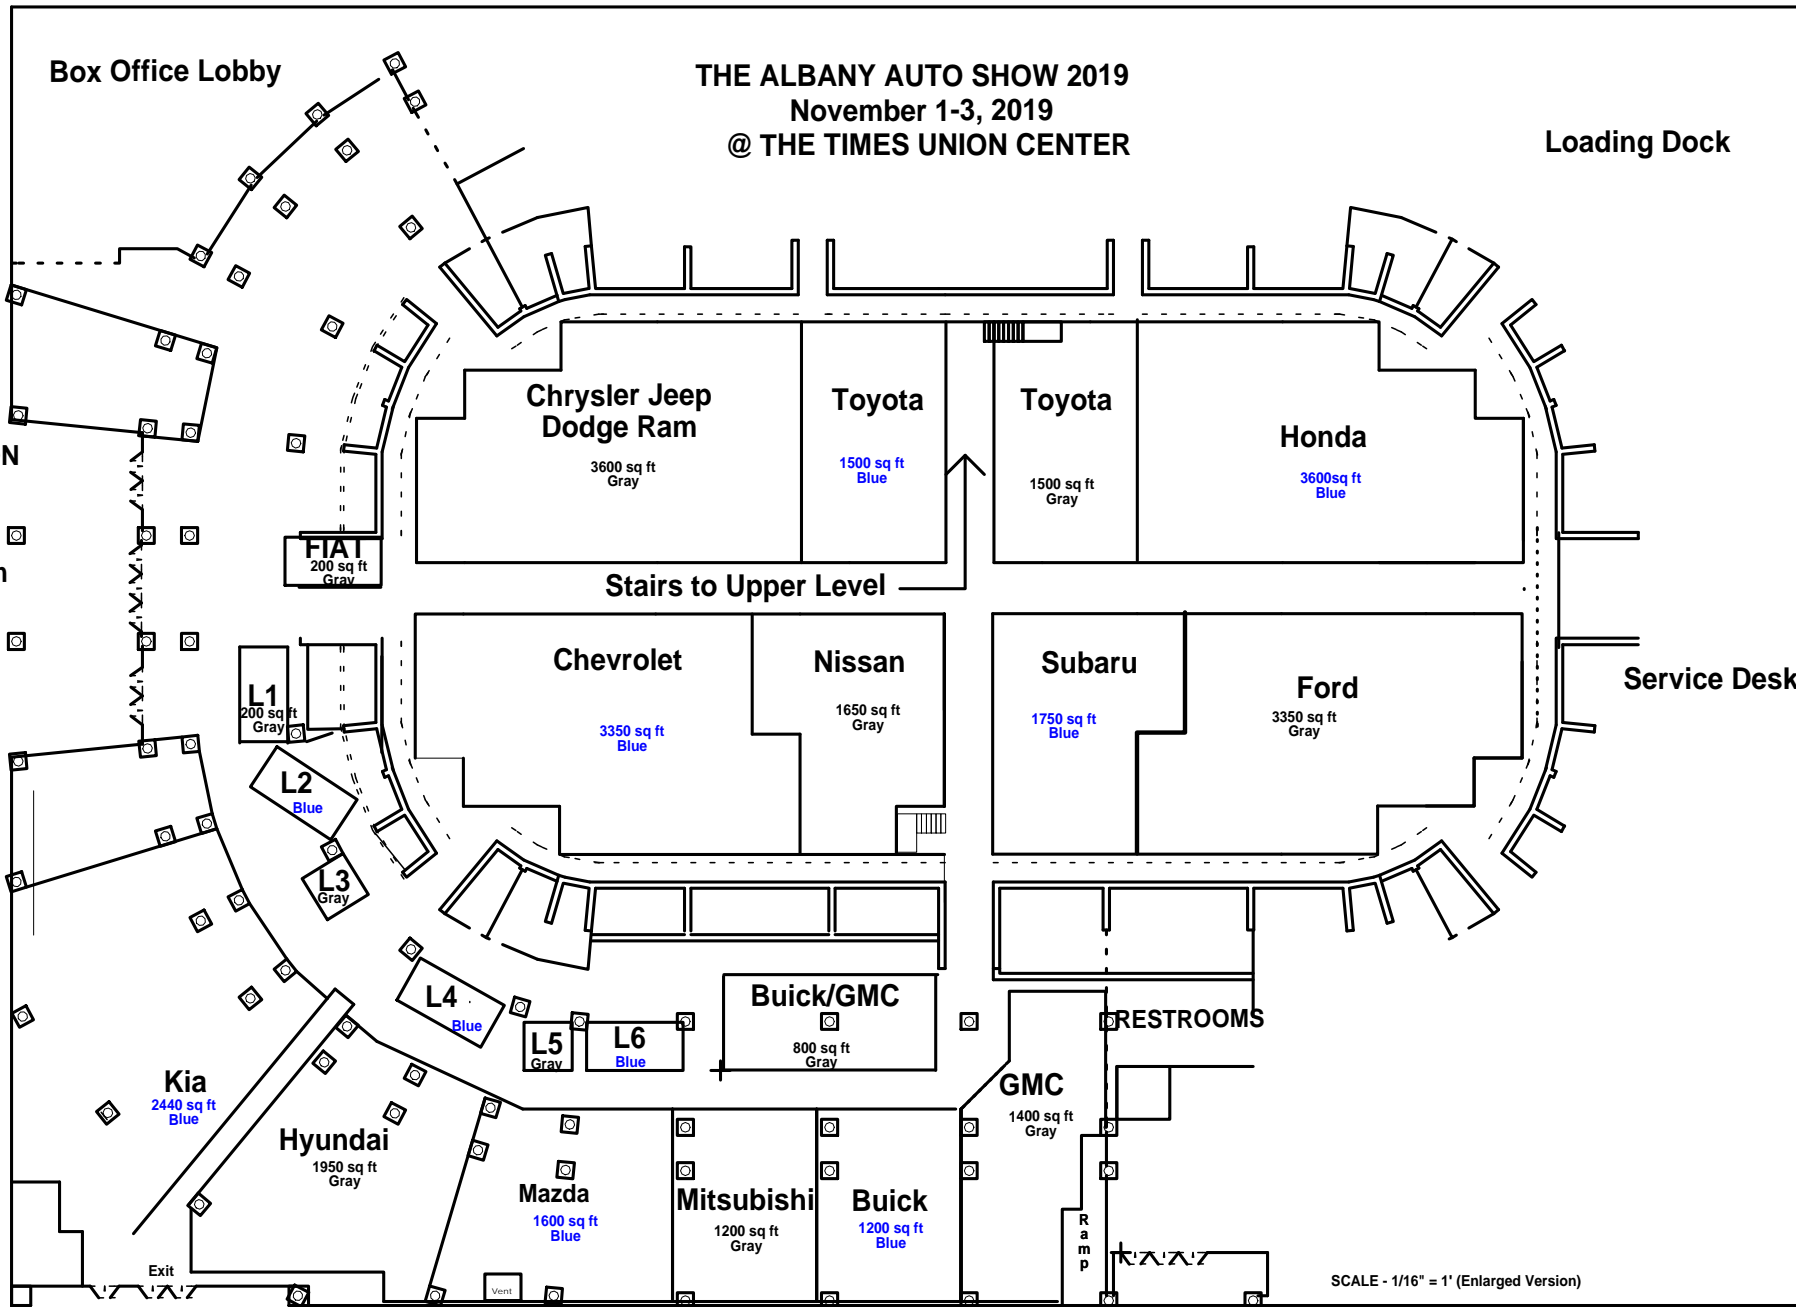 Box Office Lobby
THE ALBANY AUTO SHOW 2019
November 1-3, 2019
@ THE TIMES UNION CENTER
Loading Dock
Chrysler Jeep
Dodge Ram
3600 sq ft
Gray
Toyota
1500 sq ft
Blue
Toyota
1500 sq ft
Gray
Honda
3600sq ft
Blue
N
FIAT
200 sq ft
Gray
Stairs to Upper Level
Chevrolet
3350 sq ft
Blue
Nissan
1650 sq ft
Gray
Subaru
1750 sq ft
Blue
Ford
3350 sq ft
Gray
Service Desk
L1
200 sq ft
Gray
L2
Blue
L3
Gray
L4
Blue
L5
Gray
L6
Blue
Buick/GMC
800 sq ft
Gray
RESTROOMS
GMC
1400 sq ft
Gray
Kia
2440 sq ft
Blue
Hyundai
1950 sq ft
Gray
Mazda
1600 sq ft
Blue
Mitsubishi
1200 sq ft
Gray
Buick
1200 sq ft
Blue
Ramp
Exit
Vent
SCALE - 1/16" = 1' (Enlarged Version)